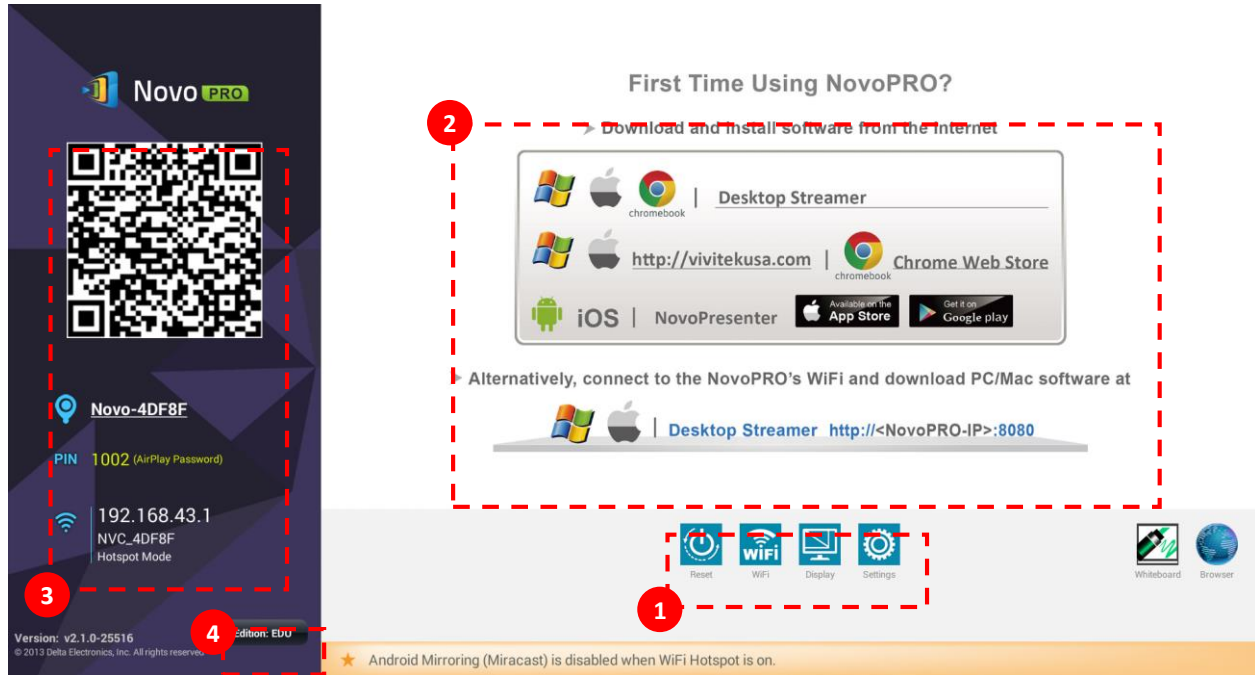 Novo PRO
Novo-4DF8F
PIN 1002 (AirPlay Password)
192.168.43.1
NVC_4DF8F
Hotspot Mode
3
4
Edition: EDU
Version: v2.1.0-25516
© 2013 Delta Electronics, Inc. All rights reserved
First Time Using NovoPRO?
2
Download and install software from the Internet
chromebook | Desktop Streamer
http://vivitekusa.com | chromebook Chrome Web Store
iOS | NovoPresenter
Available on the
App Store
Get it on
Google play
Alternatively, connect to the NovoPRO's WiFi and download PC/Mac software at
| Desktop Streamer http://<NovoPRO-IP>:8080
WiFi
Reset WiFi Display Settings
1
Whiteboard Browser
Android Mirroring (Miracast) is disabled when WiFi Hotspot is on.